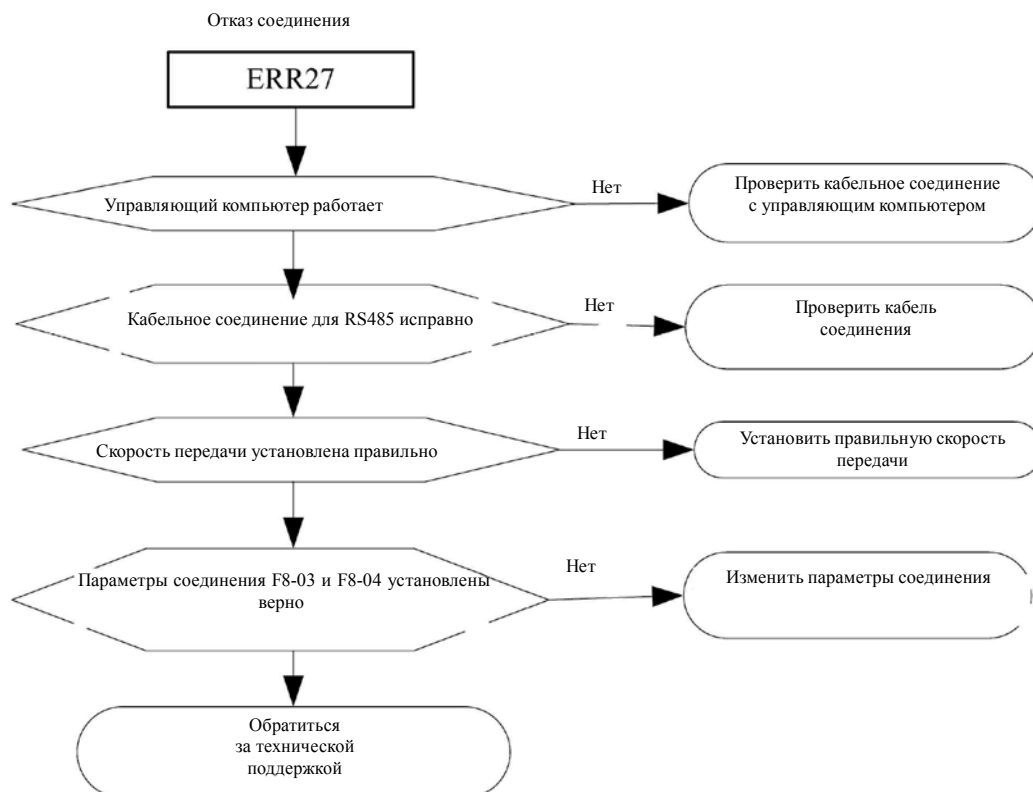 Отказ соединения
ERR27
Управляющий компьютер работает
Нет
Проверить кабельное соединение
с управляющим компьютером
Кабельное соединение для RS485 исправно
Нет
Проверить кабель
соединения
Скорость передачи установлена правильно
Нет
Установить правильную скорость
передачи
Параметры соединения F8-03 и F8-04 установлены
верно
Нет
Изменить параметры соединения
Обратиться
за технической
поддержкой